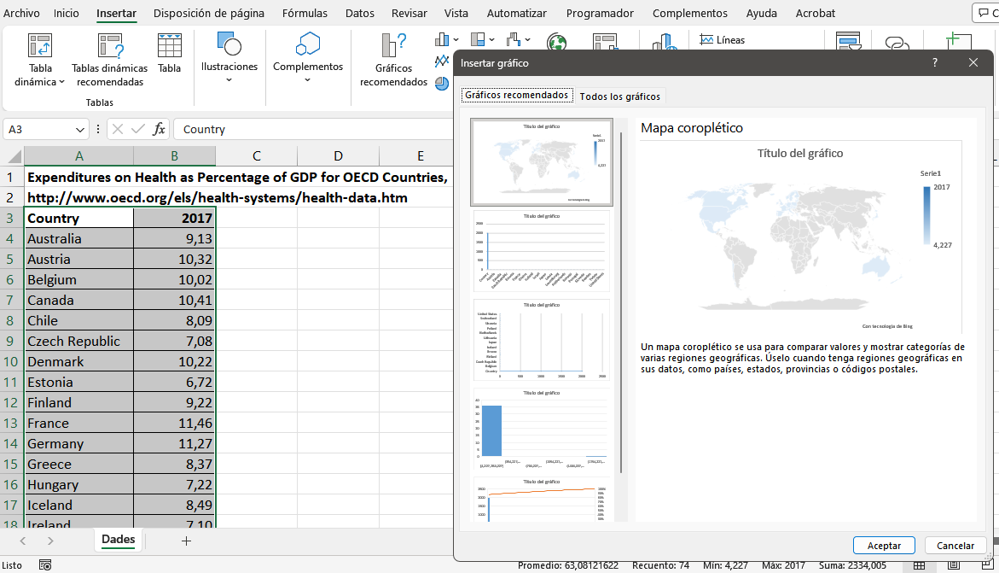 Archivo Inicio Insertar Disposición de página Fórmulas Datos Revisar Vista Automatizar Programador Complementos Ayuda Acrobat
Tabla dinámica
Tablas dinámicas recomendadas
Tabla
Tablas
Ilustraciones
Complementos
Gráficos recomendados
Líneas
A3
fx
Country
A B C D E
1 Expenditures on Health as Percentage of GDP for OECD Countries,
2 http://www.oecd.org/els/health-systems/health-data.htm
3 Country 2017
4 Australia 9,13
5 Austria 10,32
6 Belgium 10,02
7 Canada 10,41
8 Chile 8,09
9 Czech Republic 7,08
10 Denmark 10,22
11 Estonia 6,72
12 Finland 9,22
13 France 11,46
14 Germany 11,27
15 Greece 8,37
16 Hungary 7,22
17 Iceland 8,49
18 Ireland 7,10
Dades
Listo
Promedio: 63,08121622 Recuento: 74 Mín: 4,227 Máx: 2017 Suma: 2334,005
Insertar gráfico
?
Gráficos recomendados
Todos los gráficos
Título del gráfico
Título del gráfico
Título del gráfico
Título del gráfico
Título del gráfico
Mapa coroplético
Título del gráfico
Serie1
2017
4,227
Con tecnología de Bing
Un mapa coroplético se usa para comparar valores y mostrar categorías de
varias regiones geográficas. Úselo cuando tenga regiones geográficas en
sus datos, como países, estados, provincias o códigos postales.
Aceptar
Cancelar